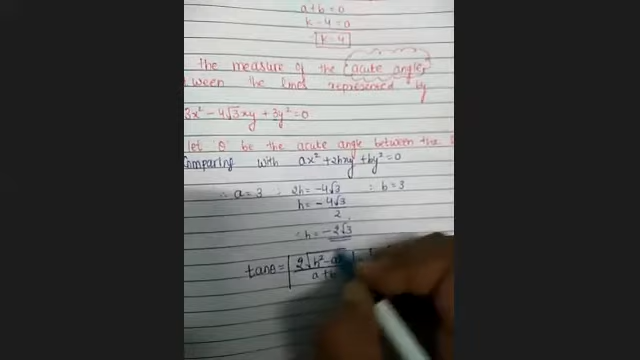 a+b=0
k-4=0
k=4
the measure of the acute angle
the lines represented by
3x² - 4√3xy + 3y² = 0
let θ be the acute angle between the
Comparing with ax² + 2hxy + by² = 0
∴ a = 3 ; 2h = -4√3 ; b = 3
h = -4√3/2
∴ h = -2√3
tanθ = |2√h²-
a+b